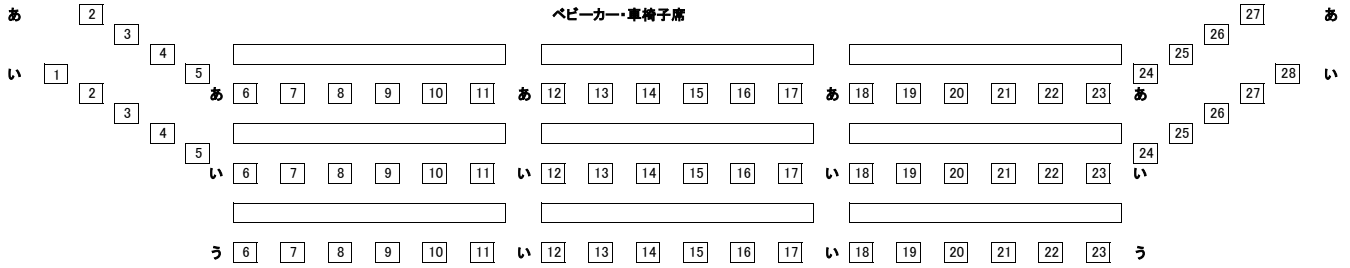 あ 2 ベビーカー・車椅子席 27 あ
3 26
4 25
い 1 5 24 28 い
2 あ 6 7 8 9 10 11 あ 12 13 14 15 16 17 あ 18 19 20 21 22 23 あ 27
3 26
4 25
5 24
い 6 7 8 9 10 11 い 12 13 14 15 16 17 い 18 19 20 21 22 23 い
う 6 7 8 9 10 11 い 12 13 14 15 16 17 い 18 19 20 21 22 23 う